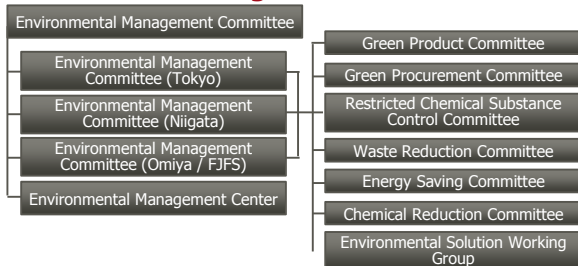 Environmental Management Committee
Environmental Management
Committee (Tokyo)
Environmental Management
Committee (Niigata)
Environmental Management
Committee (Omiya / FJFS)
Environmental Management Center
Green Product Committee
Green Procurement Committee
Restricted Chemical Substance
Control Committee
Waste Reduction Committee
Energy Saving Committee
Chemical Reduction Committee
Environmental Solution Working
Group